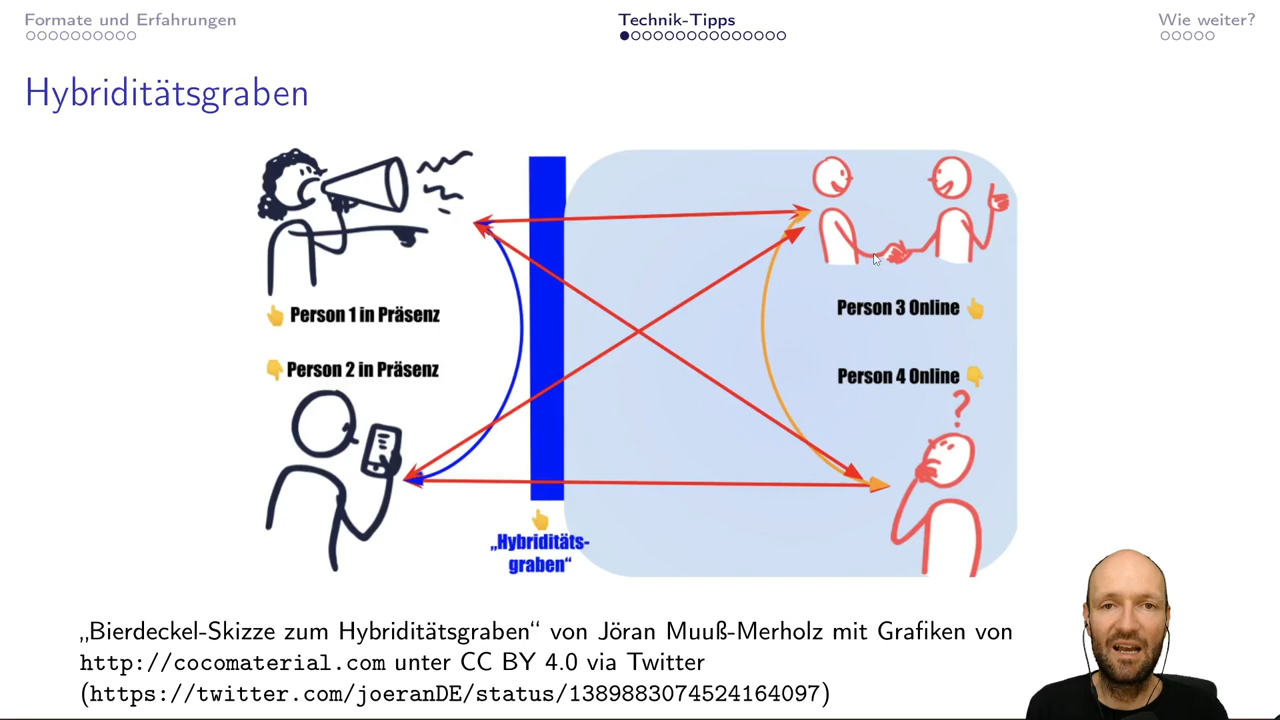 Formate und Erfahrungen
Technik-Tipps
Wie weiter?
Hybriditätsgraben
Person 1 in Präsenz
Person 2 in Präsenz
Person 3 Online
Person 4 Online
?
„Hybriditäts-
graben“
„Bierdeckel-Skizze zum Hybriditätsgraben“ von Jöran Muuß-Merholz mit Grafiken von
http://cocomaterial.com unter CC BY 4.0 via Twitter
(https://twitter.com/joeranDE/status/1389883074524164097)